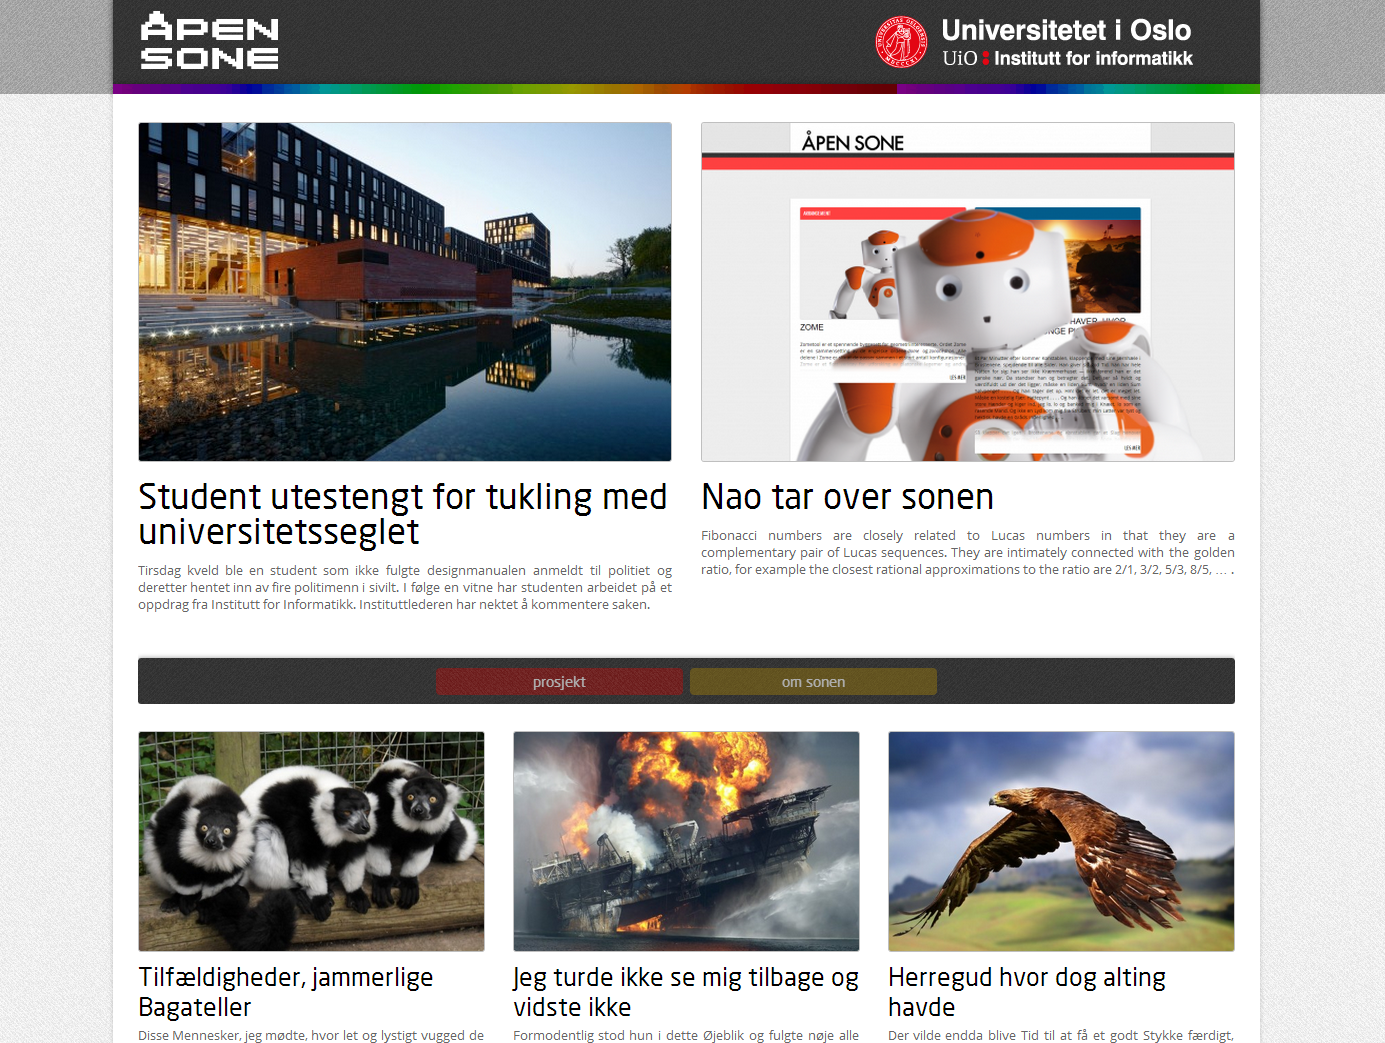 ÅPEN
SONE
Universitetet i Oslo
UiO : Institutt for informatikk
ÅPEN SONE
ARRANGEMENT
ZOME
LES MER
LES MER
Student utestengt for tukling med
universitetsseglet
Tirsdag kveld ble en student som ikke fulgte designmanualen anmeldt til politiet og
deretter hentet inn av fire politimenn i sivilt. I følge en vitne har studenten arbeidet på et
oppdrag fra Institutt for Informatikk. Instituttlederen har nektet å kommentere saken.
Nao tar over sonen
Fibonacci numbers are closely related to Lucas numbers in that they are a
complementary pair of Lucas sequences. They are intimately connected with the golden
ratio, for example the closest rational approximations to the ratio are 2/1, 3/2, 5/3, 8/5, … .
prosjekt
om sonen
Tilfældigheder, jammerlige
Bagateller
Disse Mennesker, jeg mødte, hvor let og lystigt vugged de
Jeg turde ikke se mig tilbage og
vidste ikke
Formodentlig stod hun i dette Øjeblik og fulgte nøje alle
Herregud hvor dog alting
havde
Der vilde endda blive Tid til at få et godt Stykke færdigt,